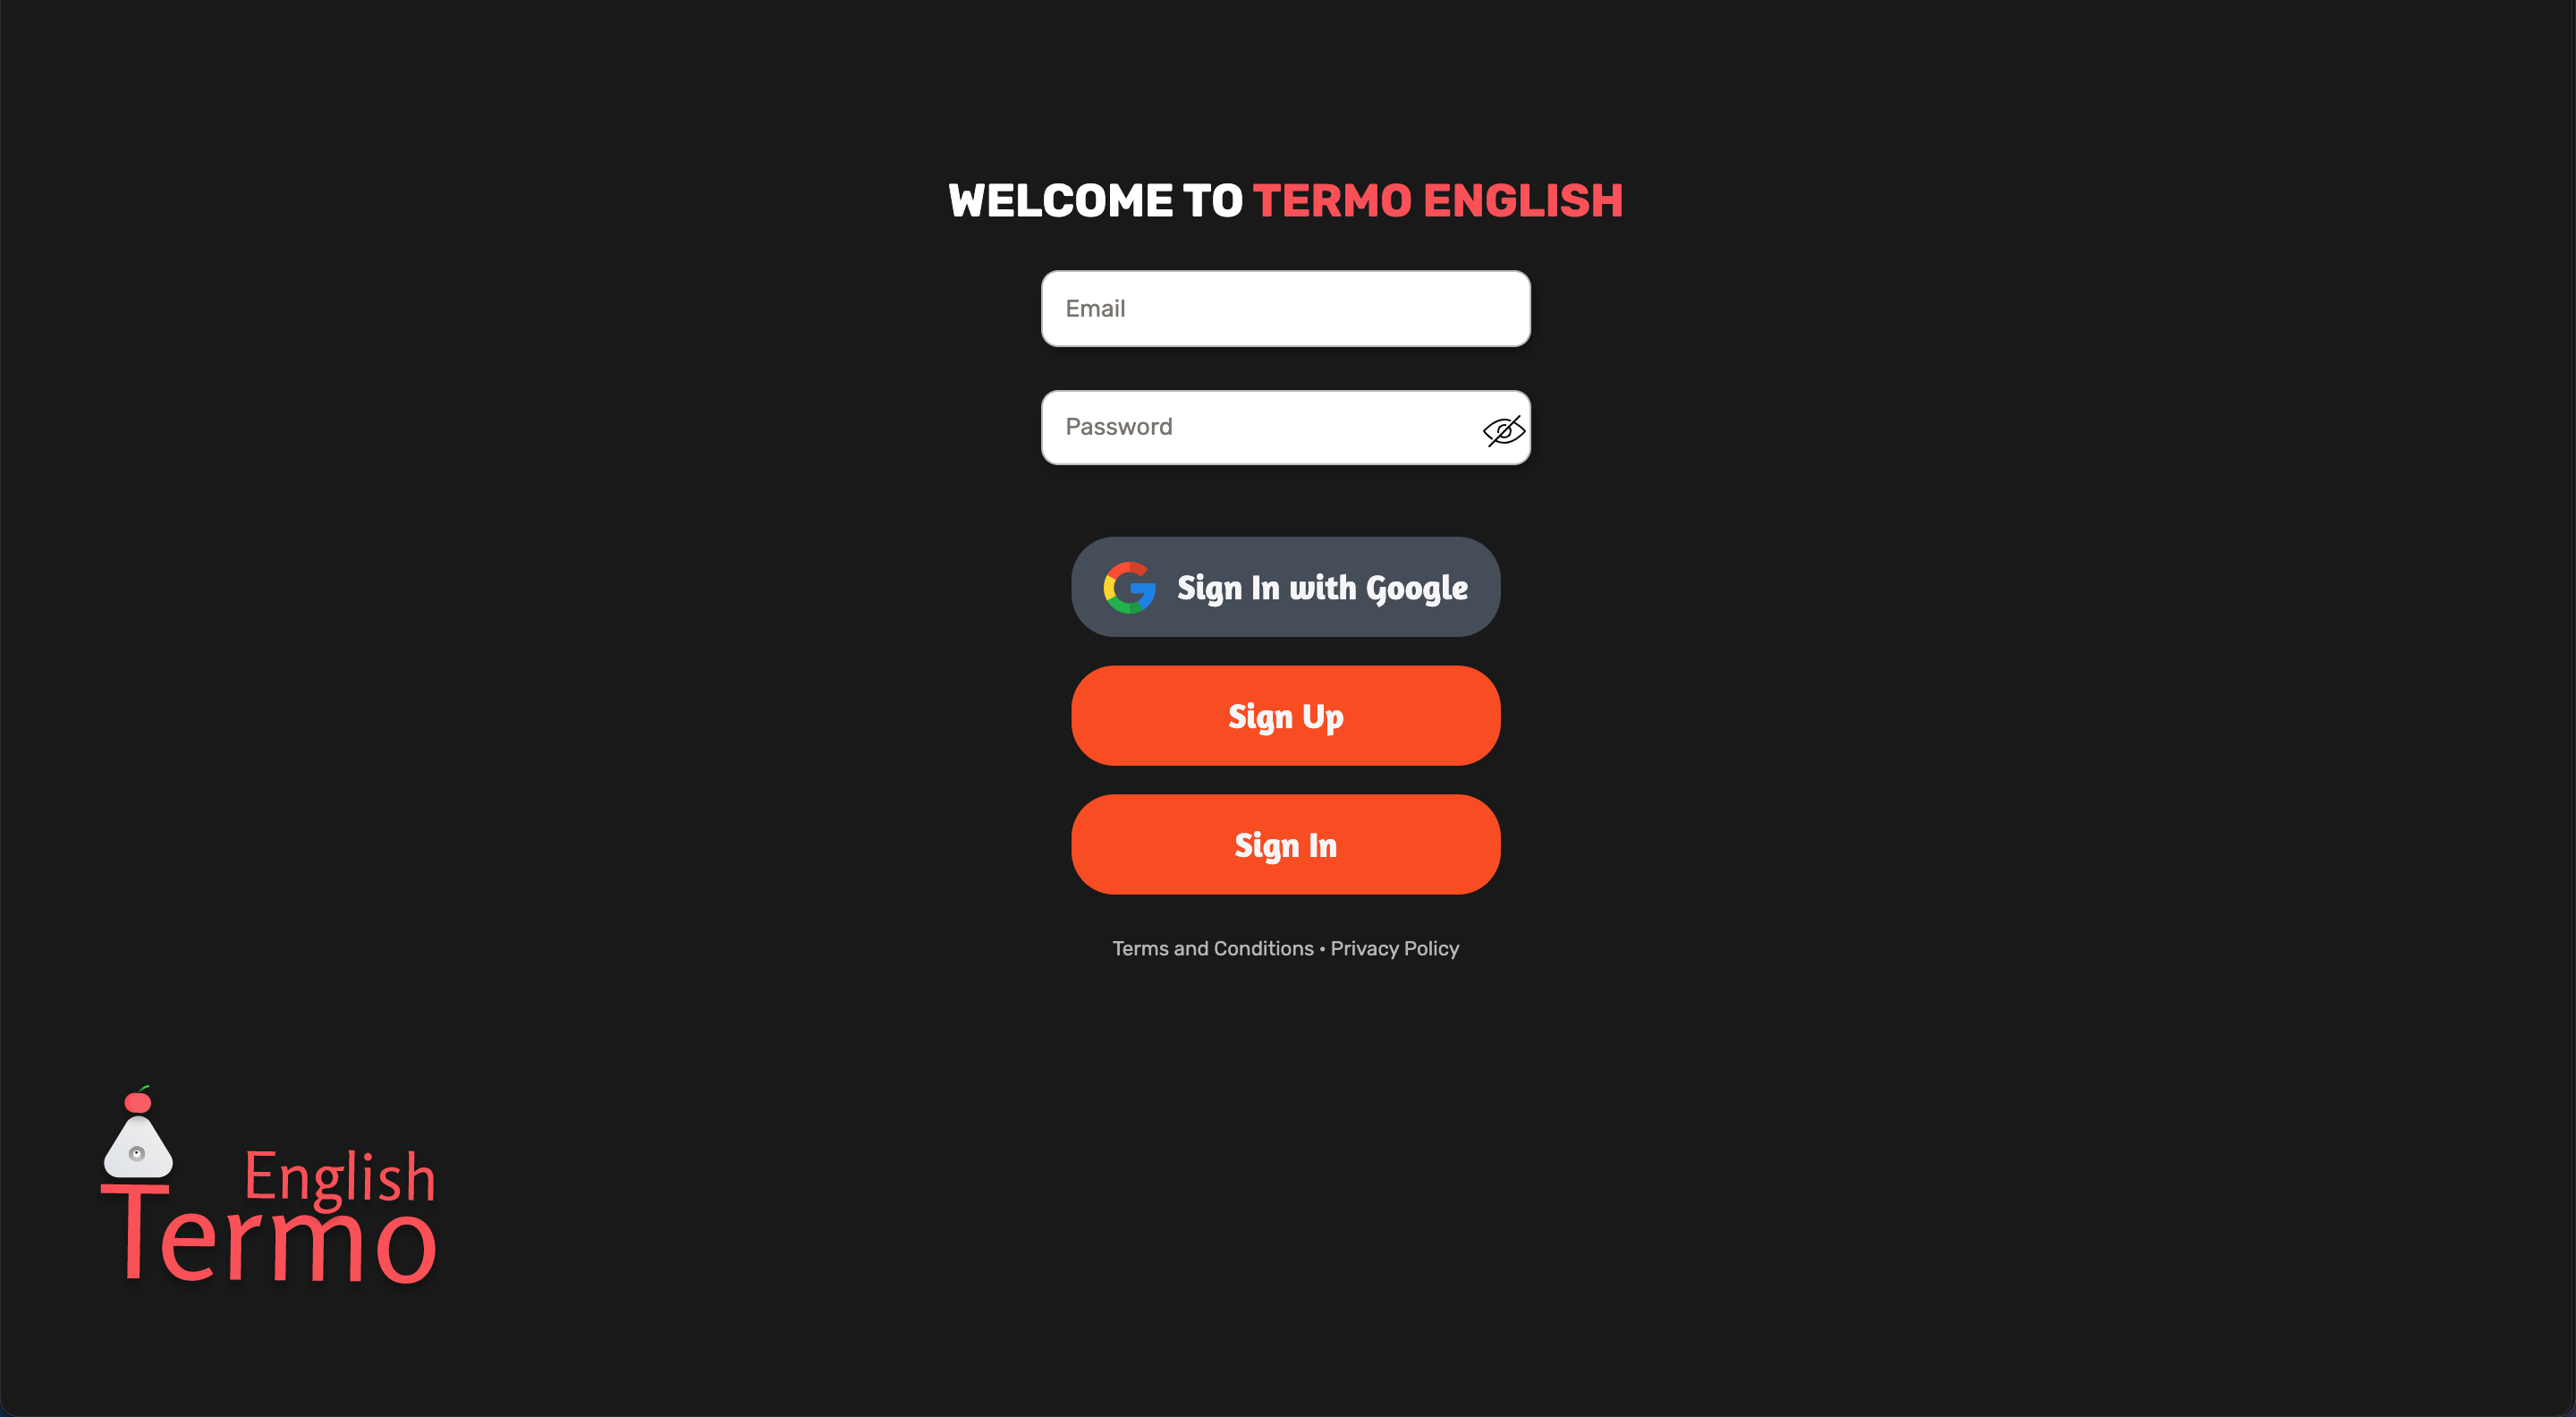 WELCOME TO TERMO ENGLISH
Email
Password
Sign In with Google
Sign Up
Sign In
Terms and Conditions • Privacy Policy
English
Termo